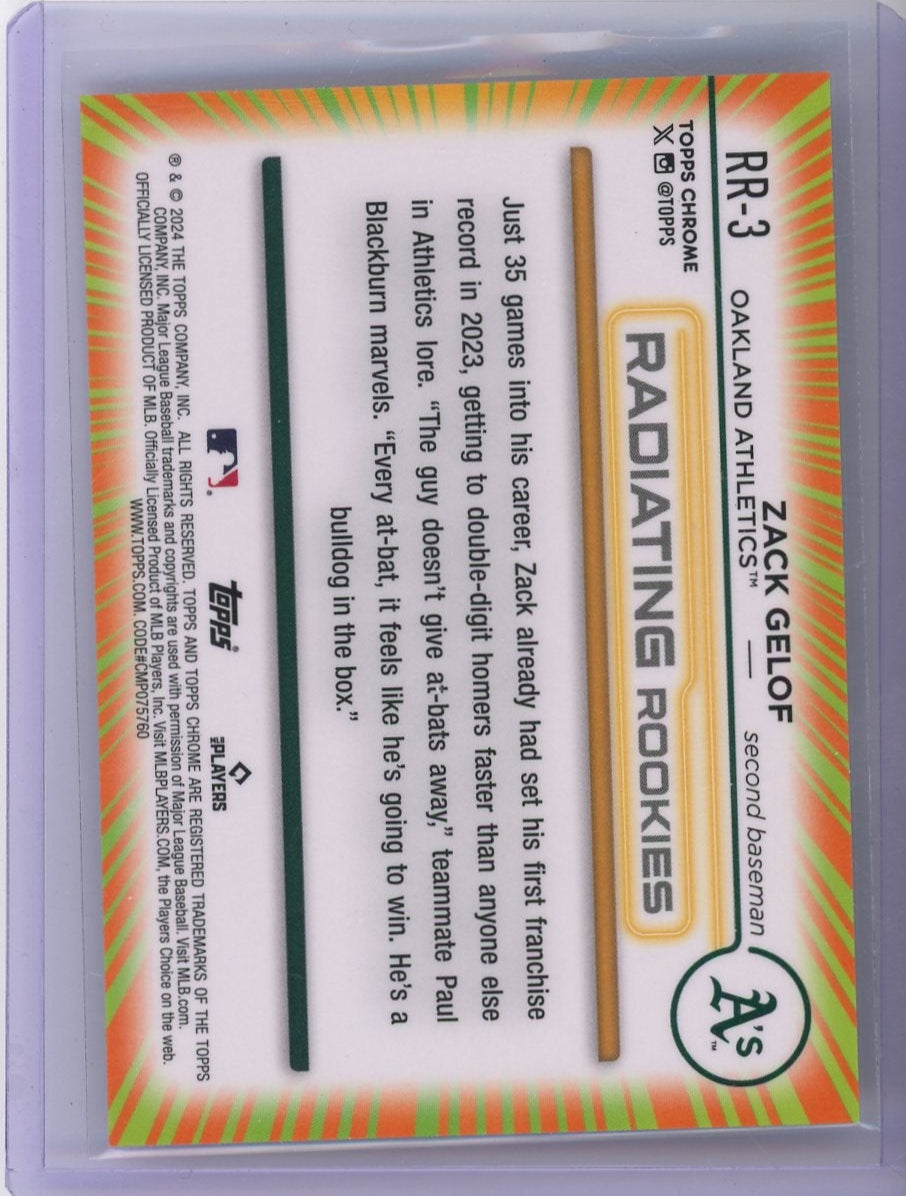 ZACK GELOF
RR-3 OAKLAND ATHLETICS™ — second baseman
A's™
TOPPS CHROME
X @TOPPS
RADIATING ROOKIES
Just 35 games into his career, Zack already had set his first franchise
record in 2023, getting to double-digit homers faster than anyone else
in Athletics lore. “The guy doesn't give at-bats away,” teammate Paul
Blackburn marvels. “Every at-bat, it feels like he's going to win. He's a
bulldog in the box.”
topps®
MLB PLAYERS
® & © 2024 THE TOPPS COMPANY, INC. ALL RIGHTS RESERVED. TOPPS AND TOPPS CHROME ARE REGISTERED TRADEMARKS OF THE TOPPS
COMPANY, INC. Major League Baseball trademarks and copyrights are used with permission of Major League Baseball. Visit MLB.com.
OFFICIALLY LICENSED PRODUCT OF MLB. Officially Licensed Product of MLB Players, Inc. Visit MLBPLAYERS.COM, the Players Choice on the web.
WWW.TOPPS.COM. CODE#CMP075760